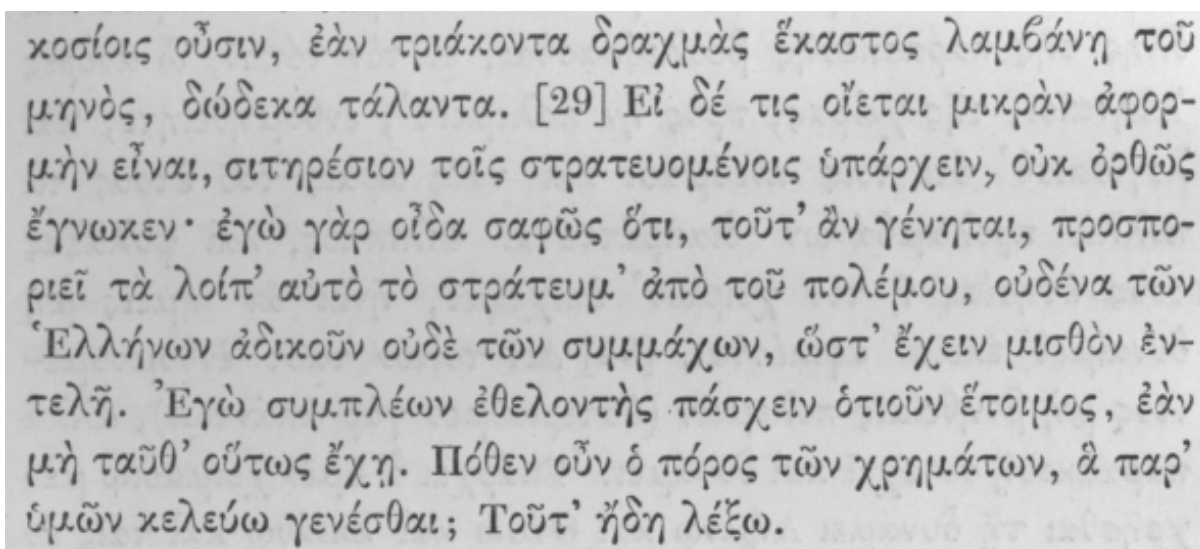 κοσίοις οὖσιν, ἐὰν τριάκοντα δραχμὰς ἕκαστος λαμϐάνῃ τοῦ
μηνὸς, δώδεκα τάλαντα. [29] Εἰ δέ τις οἴεται μικρὰν ἀφορ-
μὴν εἶναι, σιτηρέσιον τοῖς στρατευομένοις ὑπάρχειν, οὐκ ὀρθῶς
ἔγνωκεν· ἐγὼ γὰρ οἶδα σαφῶς ὅτι, τοῦτ’ ἂν γένηται, προσπο-
ριεῖ τὰ λοίπ’ αὐτὸ τὸ στράτευμ’ ἀπὸ τοῦ πολέμου, οὐδένα τῶν
Ἑλλήνων ἀδικοῦν οὐδὲ τῶν συμμάχων, ὥστ’ ἔχειν μισθὸν ἐν-
τελῆ. Ἐγὼ συμπλέων ἐθελοντὴς πάσχειν ὁτιοῦν ἕτοιμος, ἐὰν
μὴ ταῦθ’ οὕτως ἔχῃ. Πόθεν οὖν ὁ πόρος τῶν χρημάτων, ἃ παρ’
ὑμῶν κελεύω γενέσθαι; Τοῦτ’ ἤδη λέξω.